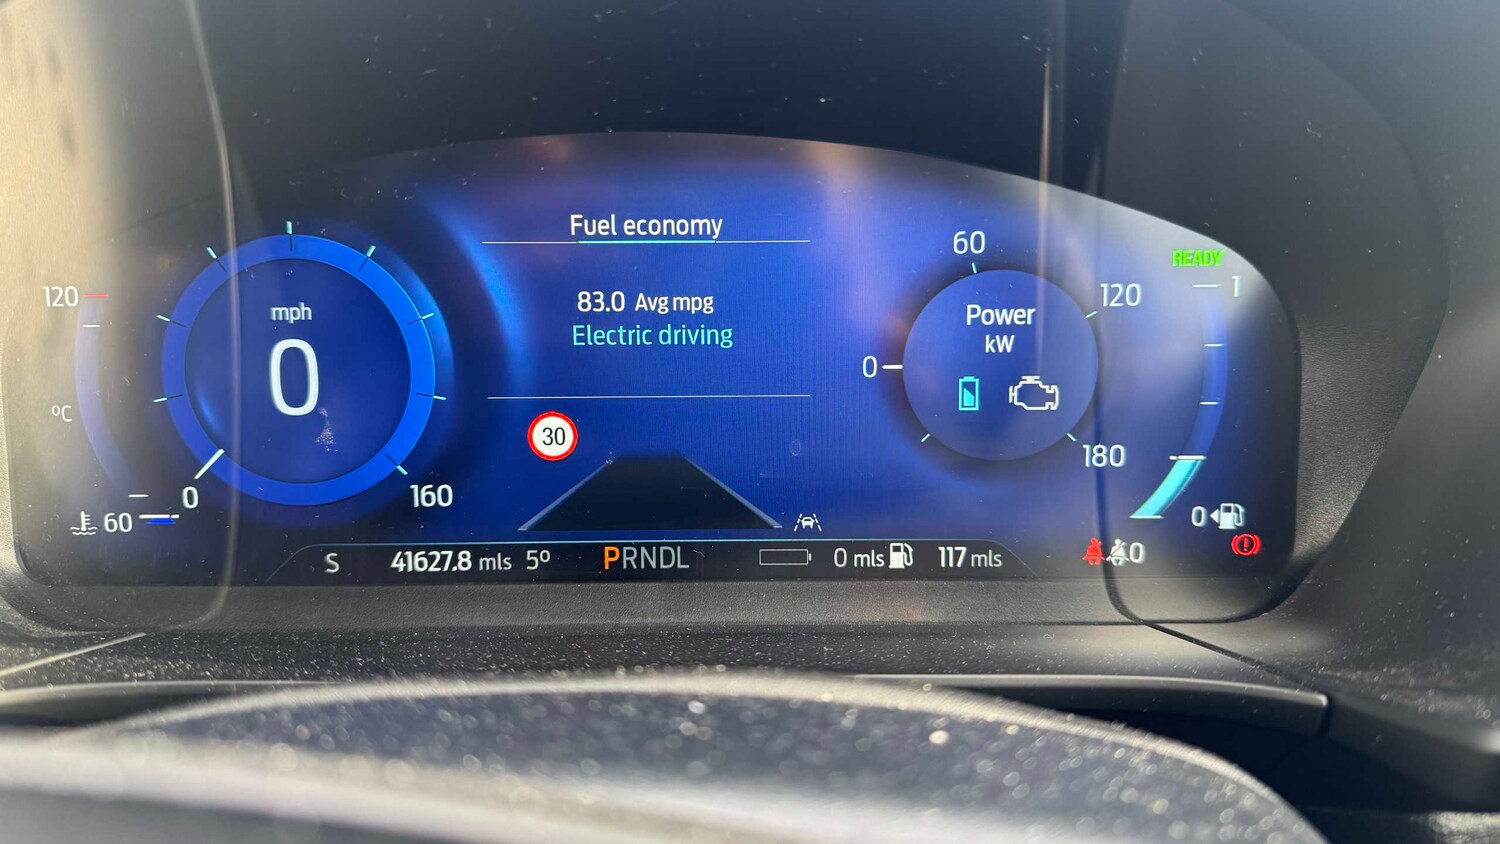 Fuel economy
83.0 Avg mpg
Electric driving
120
°C
60
mph
0
0
160
30
60
120
0
180
Power
kW
READY
1
0
S 41627.8 mls 5º PRNDL 0 mls 117 mls
0